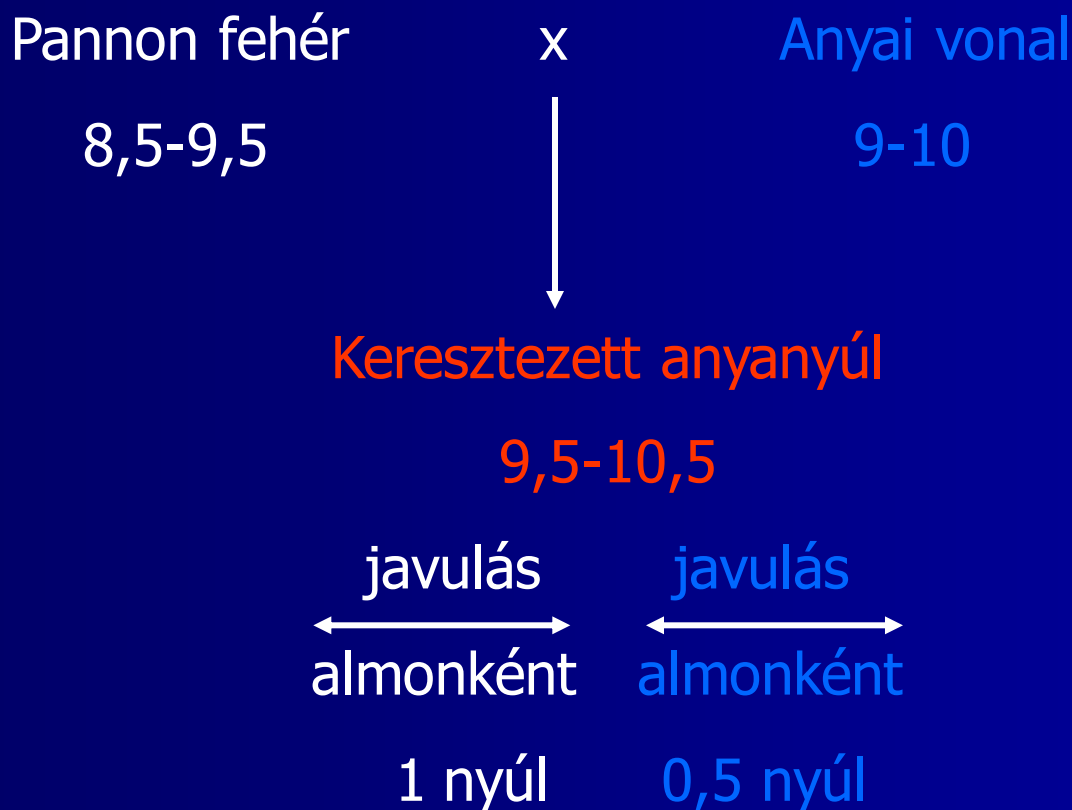 Pannon fehér x Anyai vonal
8,5-9,5 9-10
Keresztezett anyanyúl
9,5-10,5
javulás javulás
almonként almonként
1 nyúl 0,5 nyúl